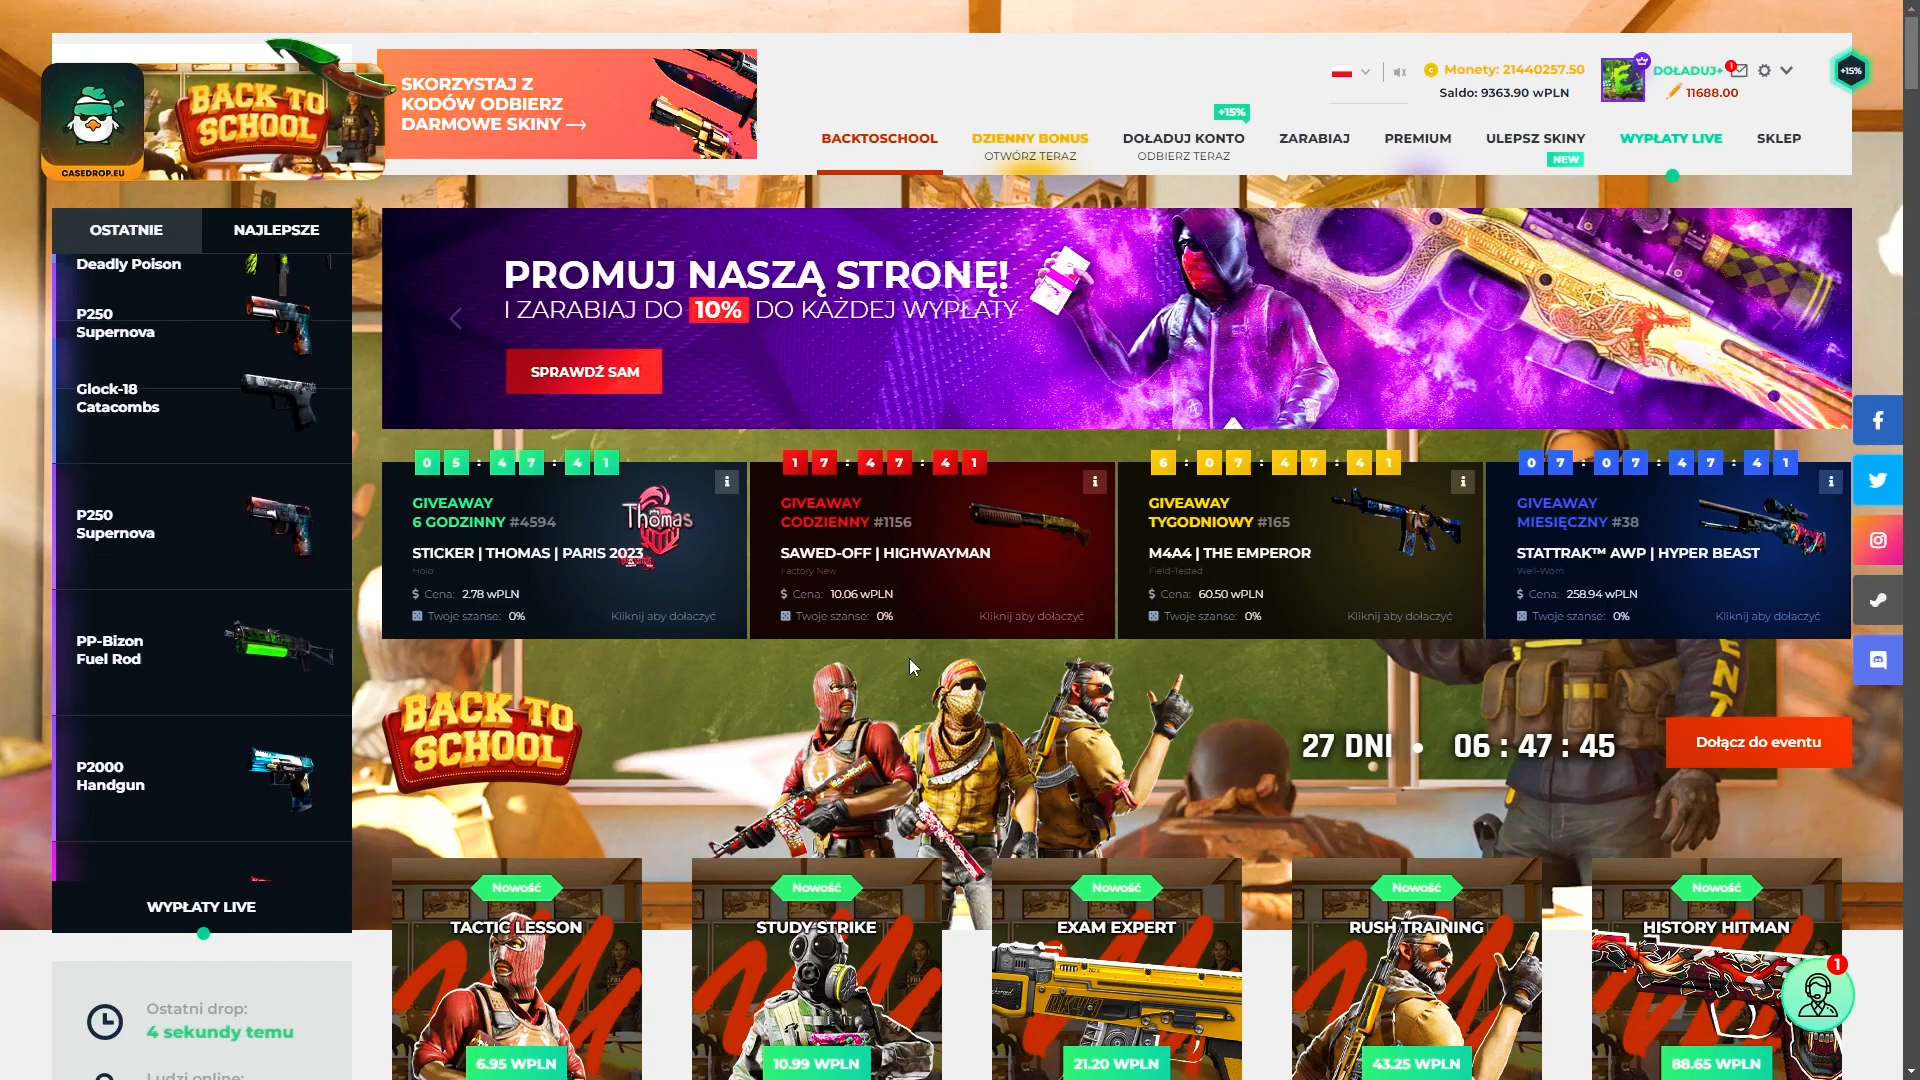 CASEDROP.EU
BACK TO
SCHOOL
SKORZYSTAJ Z
KODÓW ODBIERZ
DARMOWE SKINY
Monety: 21440257.50
Saldo: 9363.90 wPLN
DOŁADUJ+
1
11688.00
+15%
BACKTOSCHOOL
DZIENNY BONUS
OTWÓRZ TERAZ
+15%
DOŁADUJ KONTO
ODBIERZ TERAZ
ZARABIAJ
PREMIUM
ULEPSZ SKINY
NEW
WYPŁATY LIVE
SKLEP
OSTATNIE
NAJLEPSZE
Deadly Poison
P250
Supernova
Glock-18
Catacombs
P250
Supernova
PP-Bizon
Fuel Rod
P2000
Handgun
WYPŁATY LIVE
Ostatni drop:
4 sekundy temu
Ludzi online:
PROMUJ NASZĄ STRONĘ!
I ZARABIAJ DO 10% DO KAŻDEJ WYPŁATY
SPRAWDŹ SAM
0 5 : 4 7 : 4 1
GIVEAWAY
6 GODZINNY #4594
Thomas
STICKER | THOMAS | PARIS 2023
Holo
Cena: 2.78 wPLN
Twoje szanse: 0%
Kliknij aby dołaczyć
1 7 : 4 7 : 4 1
GIVEAWAY
CODZIENNY #1156
SAWED-OFF | HIGHWAYMAN
Factory New
Cena: 10.06 wPLN
Twoje szanse: 0%
Kliknij aby dołaczyć
6 : 0 7 : 4 7 : 4 1
GIVEAWAY
TYGODNIOWY #165
M4A4 | THE EMPEROR
Field-Tested
Cena: 60.50 wPLN
Twoje szanse: 0%
Kliknij aby dołaczyć
0 7 : 0 7 : 4 7 : 4 1
GIVEAWAY
MIESIĘCZNY #38
STATTRAK™ AWP | HYPER BEAST
Well-Worn
Cena: 258.94 wPLN
Twoje szanse: 0%
Kliknij aby dołaczyć
BACK TO
SCHOOL
27 DNI • 06 : 47 : 45
Dołącz do eventu
Nowość
TACTIC LESSON
6.95 WPLN
Nowość
STUDY STRIKE
10.99 WPLN
Nowość
EXAM EXPERT
21.20 WPLN
Nowość
RUSH TRAINING
43.25 WPLN
Nowość
HISTORY HITMAN
88.65 WPLN
1